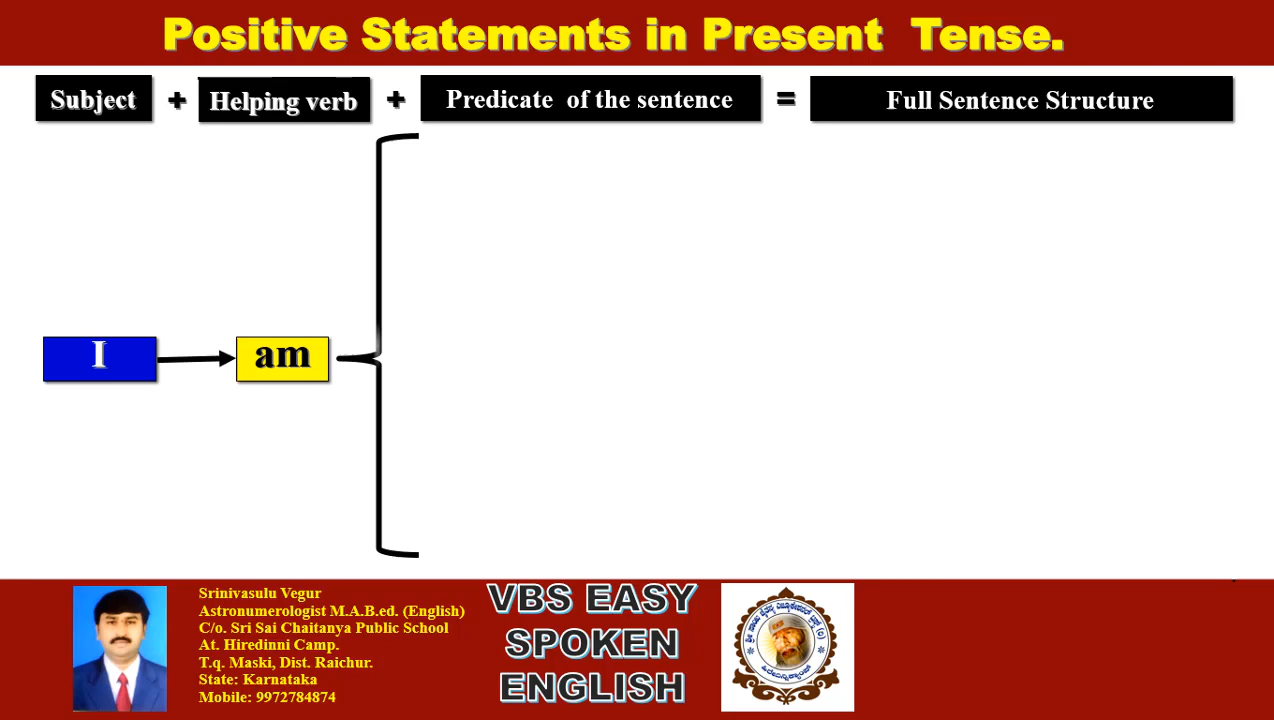 Positive Statements in Present Tense.
Subject + Helping verb + Predicate of the sentence = Full Sentence Structure
I am
Srinivasulu Vegur
Astronumerologist M.A.B.ed. (English)
C/o. Sri Sai Chaitanya Public School
At. Hiredinni Camp.
T.q. Maski, Dist. Raichur.
State: Karnataka
Mobile: 9972784874
VBS EASY
SPOKEN
ENGLISH